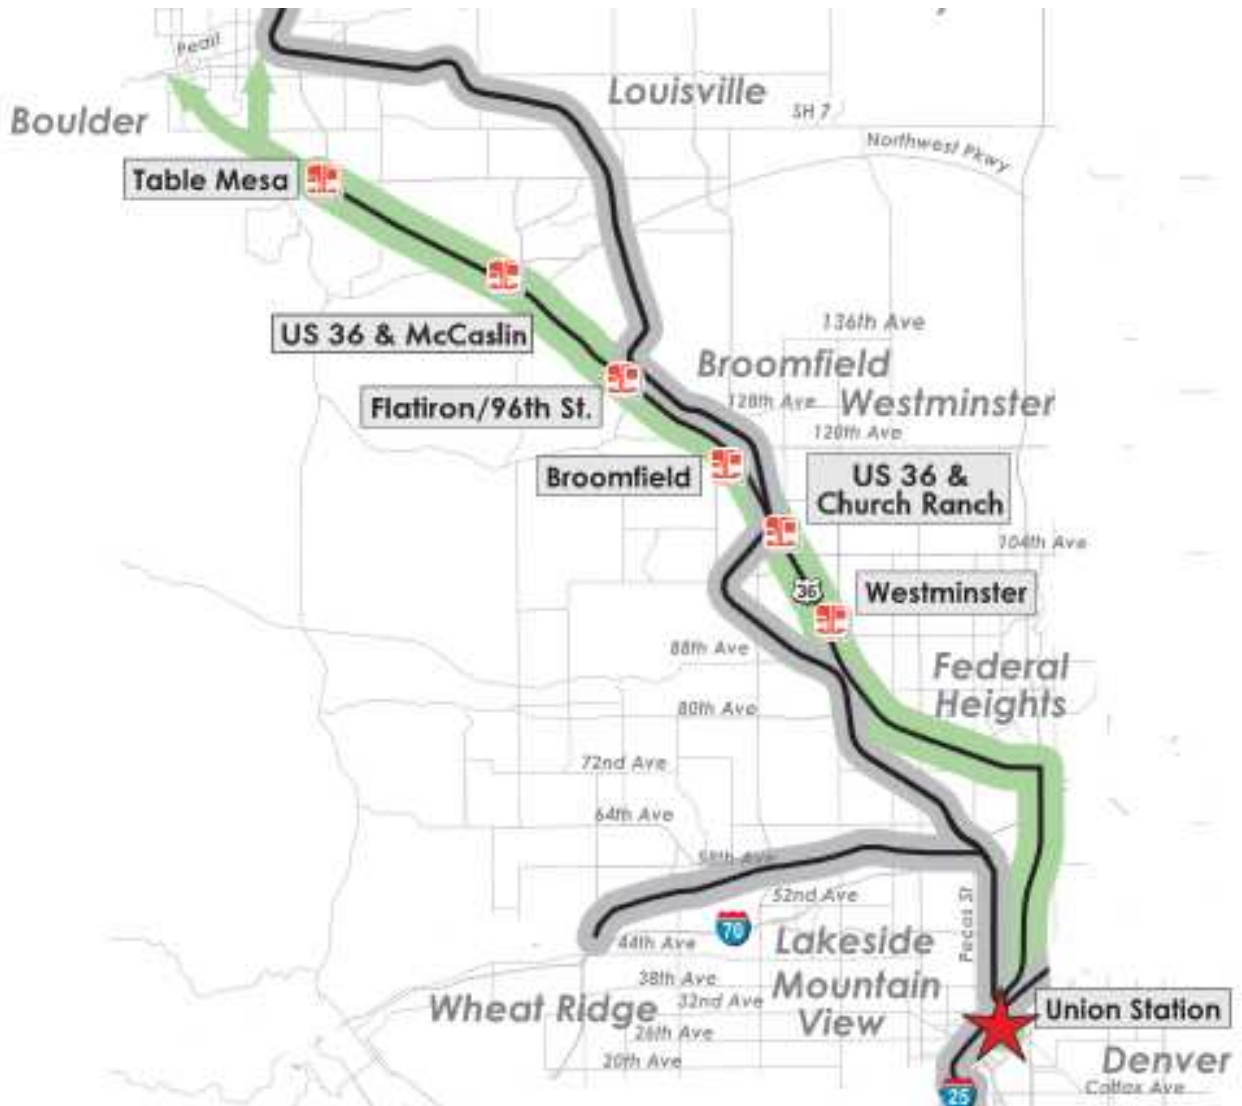 Pearl
Boulder
Louisville
SH 7
Northwest Pkwy
Table Mesa
US 36 & McCaslin
136th Ave
Broomfield
Flatiron/96th St.
128th Ave
Westminster
120th Ave
Broomfield
US 36 &
Church Ranch
104th Ave
36
Westminster
88th Ave
Federal
Heights
80th Ave
72nd Ave
64th Ave
58th Ave
52nd Ave
Pecos St
70
44th Ave
Lakeside
38th Ave
Mountain
View
Wheat Ridge
32nd Ave
Union Station
26th Ave
20th Ave
Denver
Colfax Ave
25